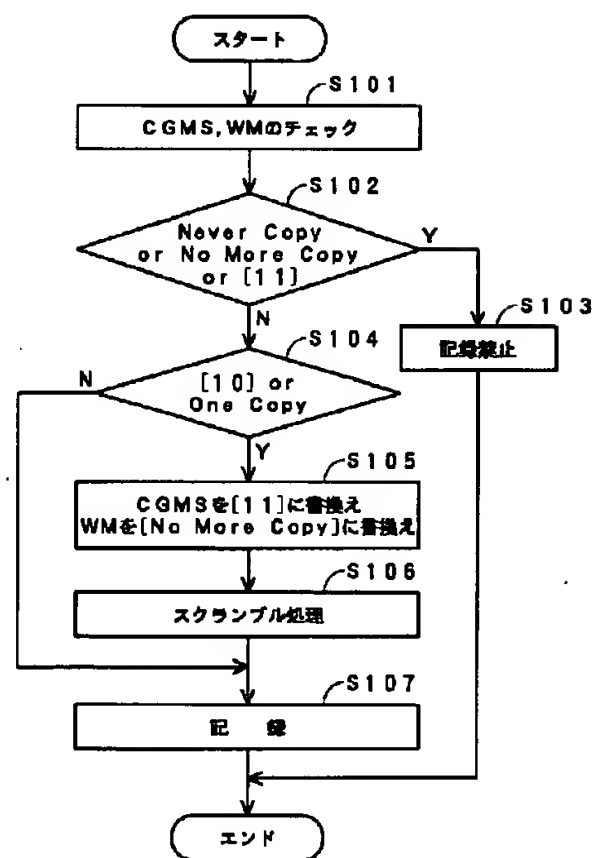 スタート
S101
CGMS,WMのチェック
S102
Never Copy
or No More Copy
or [11]
Y
N
S103
記録禁止
S104
[10] or
One Copy
N
Y
S105
CGMSを[11]に書換え
WMを[No More Copy]に書換え
S106
スクランブル処理
S107
記 録
エンド